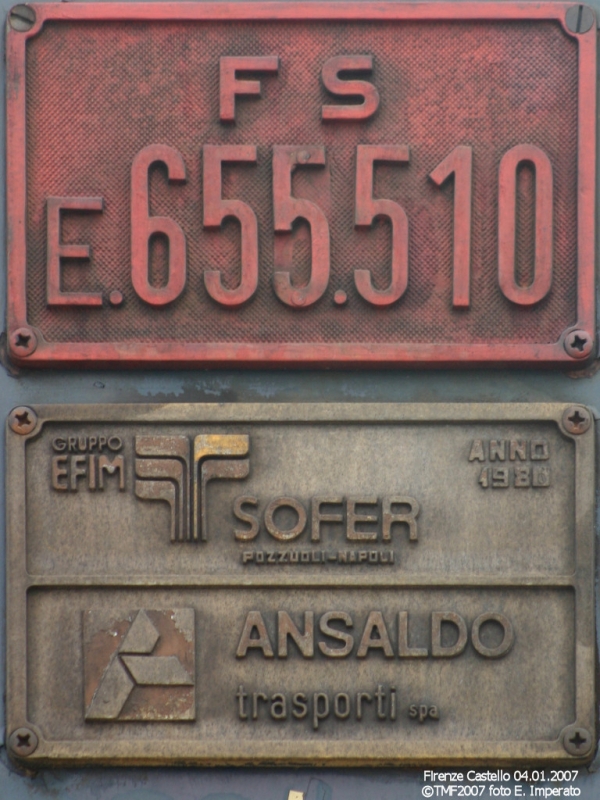 FS
E.655.510
GRUPPO
EFIM
ANNO
1980
SOFER
POZZUOLI-NAPOLI
ANSALDO
trasporti spa
Firenze Castello 04.01.2007
©TMF2007 foto E. Imperato